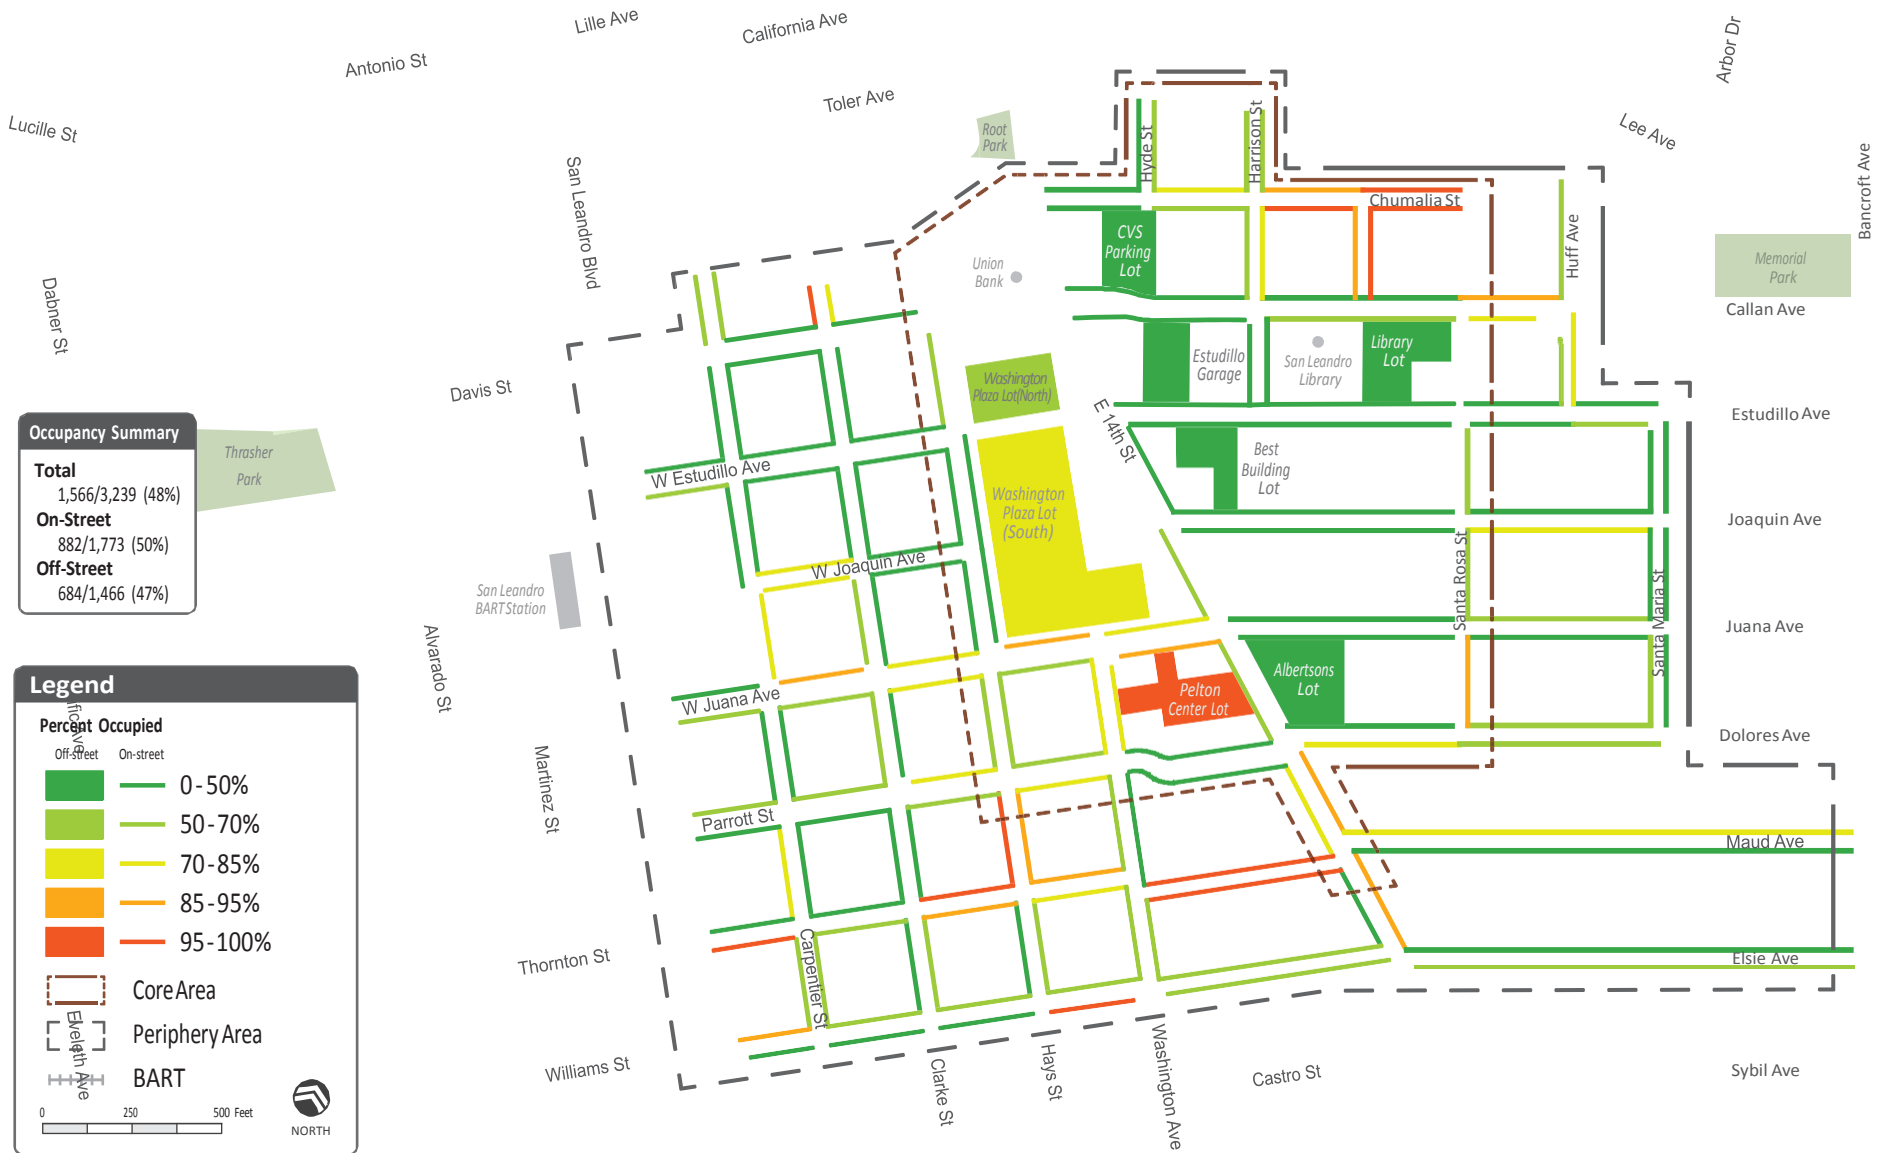 Lille Ave
California Ave
Arbor Dr
Antonio St
Toler Ave
Lucille St
Root
Park
Hyde St
Harrison St
Lee Ave
Bancroft Ave
San Leandro Blvd
Chumalia St
Huff Ave
CVS
Parking
Lot
Union
Bank
Memorial
Park
Callan Ave
Dabner St
Davis St
Washington
Plaza Lot(North)
Estudillo
Garage
San Leandro
Library
Library
Lot
E 14th St
Estudillo Ave
Occupancy Summary
Total
1,566/3,239 (48%)
On-Street
882/1,773 (50%)
Off-Street
684/1,466 (47%)
Thrasher
Park
W Estudillo Ave
Washington
Plaza Lot
(South)
Best
Building
Lot
Joaquin Ave
W Joaquin Ave
San Leandro
BART Station
Santa Rosa St
Santa Maria St
Juana Ave
Alvarado St
W Juana Ave
Pelton
Center Lot
Albertsons
Lot
Dolores Ave
Martinez St
Parrott St
Maud Ave
Thornton St
Carpentier St
Elsie Ave
Williams St
Clarke St
Hays St
Washington Ave
Castro St
Sybil Ave
Legend
Percent Occupied
Off-street On-street
0-50%
50-70%
70-85%
85-95%
95-100%
Core Area
Periphery Area
Eveleth Ave
BART
0 250 500 Feet
NORTH